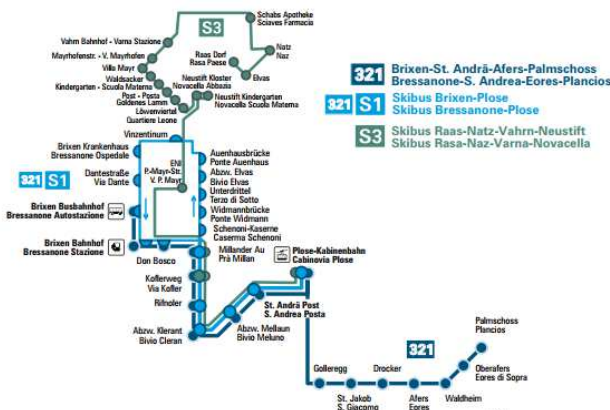 S3
Schabs Apotheke
Sciaves Farmacia
Vahrn Bahnhof - Varna Stazione
Mayrhofenstr. - V. Mayrhofen
Villa Mayr
Waldsacker
Kindergarten - Scuola Materna
Post - Posta
Goldenes Lamm
Löwenviertel
Quartiere Leone
Raas Dorf
Rasa Paese
Natz
Naz
Elvas
Neustift Kloster
Novacella Abbazia
Neustift Kindergarten
Novacella Scuola Materna
321 Brixen-St. Andrä-Afers-Palmschoss
Bressanone-S. Andrea-Eores-Plancios
321 S1 Skibus Brixen-Plose
Skibus Bressanone-Plose
S3 Skibus Raas-Natz-Vahrn-Neustift
Skibus Rasa-Naz-Varna-Novacella
Vinzentinum
Brixen Krankenhaus
Bressanone Ospedale
Dantestraße
Via Dante
321 S1
Brixen Busbahnhof
Bressanone Autostazione
Brixen Bahnhof
Bressanone Stazione
Don Bosco
ENI
P.-Mayr-Str.
V. P. Mayr
Auenhausbrücke
Ponte Auenhaus
Abzw. Elvas
Bivio Elvas
Unterdrittel
Terzo di Sotto
Widmannbrücke
Ponte Widmann
Schenoni-Kaserne
Caserma Schenoni
Millander Au
Prà Millan
Plose-Kabinenbahn
Cabinovia Plose
Koflerweg
Via Kofler
Rifnoler
Abzw. Klerant
Bivio Cleran
St. Andrä Post
S. Andrea Posta
Abzw. Mellaun
Bivio Meluno
321
Palmschoss
Plancios
Oberafers
Eores di Sopra
Golleregg
St. Jakob
S. Giacomo
Drocker
Afers
Eores
Waldheim